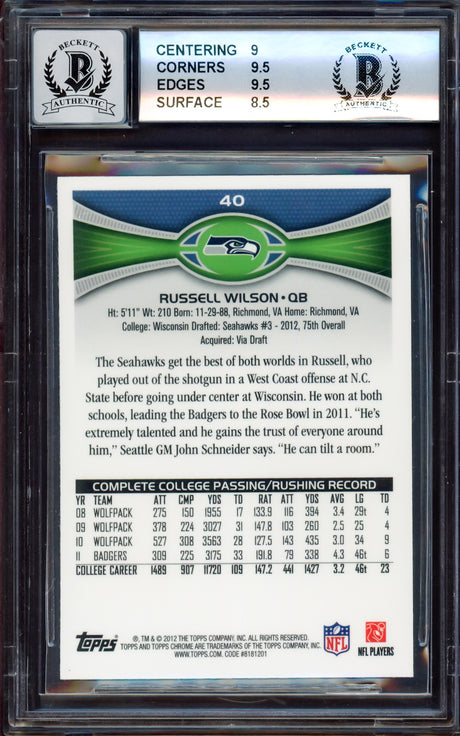 BECKETT
B
AUTHENTIC
CENTERING 9
CORNERS 9.5
EDGES 9.5
SURFACE 8.5
BECKETT
B
AUTHENTIC
40
RUSSELL WILSON • QB
Ht: 5'11" Wt: 210 Born: 11-29-88, Richmond, VA Home: Richmond, VA
College: Wisconsin Drafted: Seahawks #3 - 2012, 75th Overall
Acquired: Via Draft
The Seahawks get the best of both worlds in Russell, who
played out of the shotgun in a West Coast offense at N.C.
State before going under center at Wisconsin. He won at both
schools, leading the Badgers to the Rose Bowl in 2011. “He's
extremely talented and he gains the trust of everyone around
him,” Seattle GM John Schneider says. “He can tilt a room.”
COMPLETE COLLEGE PASSING/RUSHING RECORD
YR TEAM ATT CMP YDS TD RAT ATT YDS AVG LG TD
08 WOLFPACK 275 150 1955 17 133.9 116 394 3.4 29t 4
09 WOLFPACK 378 224 3027 31 147.8 103 260 2.5 25 4
10 WOLFPACK 527 308 3563 28 127.5 143 435 3.0 34 9
11 BADGERS 309 225 3175 33 191.8 79 338 4.3 46t 6
COLLEGE CAREER 1489 907 11720 109 147.2 441 1427 3.2 46t 23
topps
®, TM & © 2012 THE TOPPS COMPANY, INC. ALL RIGHTS RESERVED.
TOPPS AND TOPPS CHROME ARE TRADEMARKS OF THE TOPPS COMPANY, INC.
WWW.TOPPS.COM. CODE #8181201
NFL
NFL PLAYERS